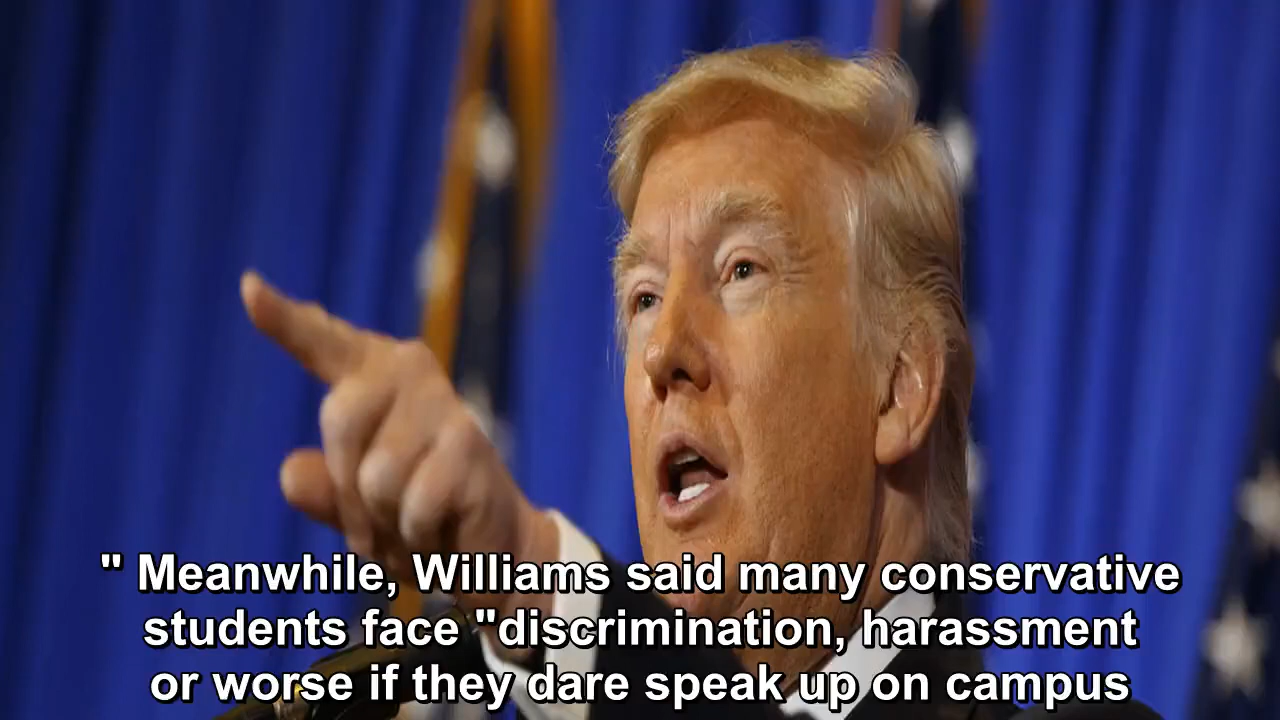 " Meanwhile, Williams said many conservative
students face "discrimination, harassment
or worse if they dare speak up on campus